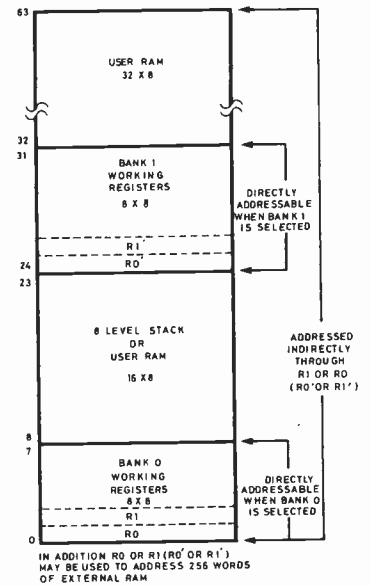 63
USER RAM
32 X 8
32
31
BANK 1
WORKING
REGISTERS
8 X 8
R1'
R0'
24
23
DIRECTLY
ADDRESSABLE
WHEN BANK 1
IS SELECTED
8 LEVEL STACK
OR
USER RAM
16 X 8
ADDRESSED
INDIRECTLY
THROUGH
R1 OR R0
(R0' OR R1')
8
7
BANK 0
WORKING
REGISTERS
8 X 8
R1
R0
0
DIRECTLY
ADDRESSABLE
WHEN BANK 0
IS SELECTED
IN ADDITION R0 OR R1 (R0' OR R1')
MAY BE USED TO ADDRESS 256 WORDS
OF EXTERNAL RAM